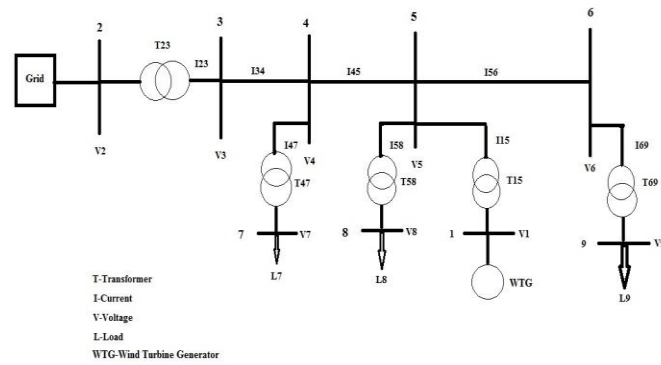 2 3 4 5 6
T23
I23
Grid
I34 I45 I56
V2 V3
I47 V4 I58 V5 I15 V6 I69
T47 T58 T15 T69
7 V7 8 V8 1 V1 9 V
L7 L8 WTG L9
T-Transformer
I-Current
V-Voltage
L-Load
WTG-Wind Turbine Generator